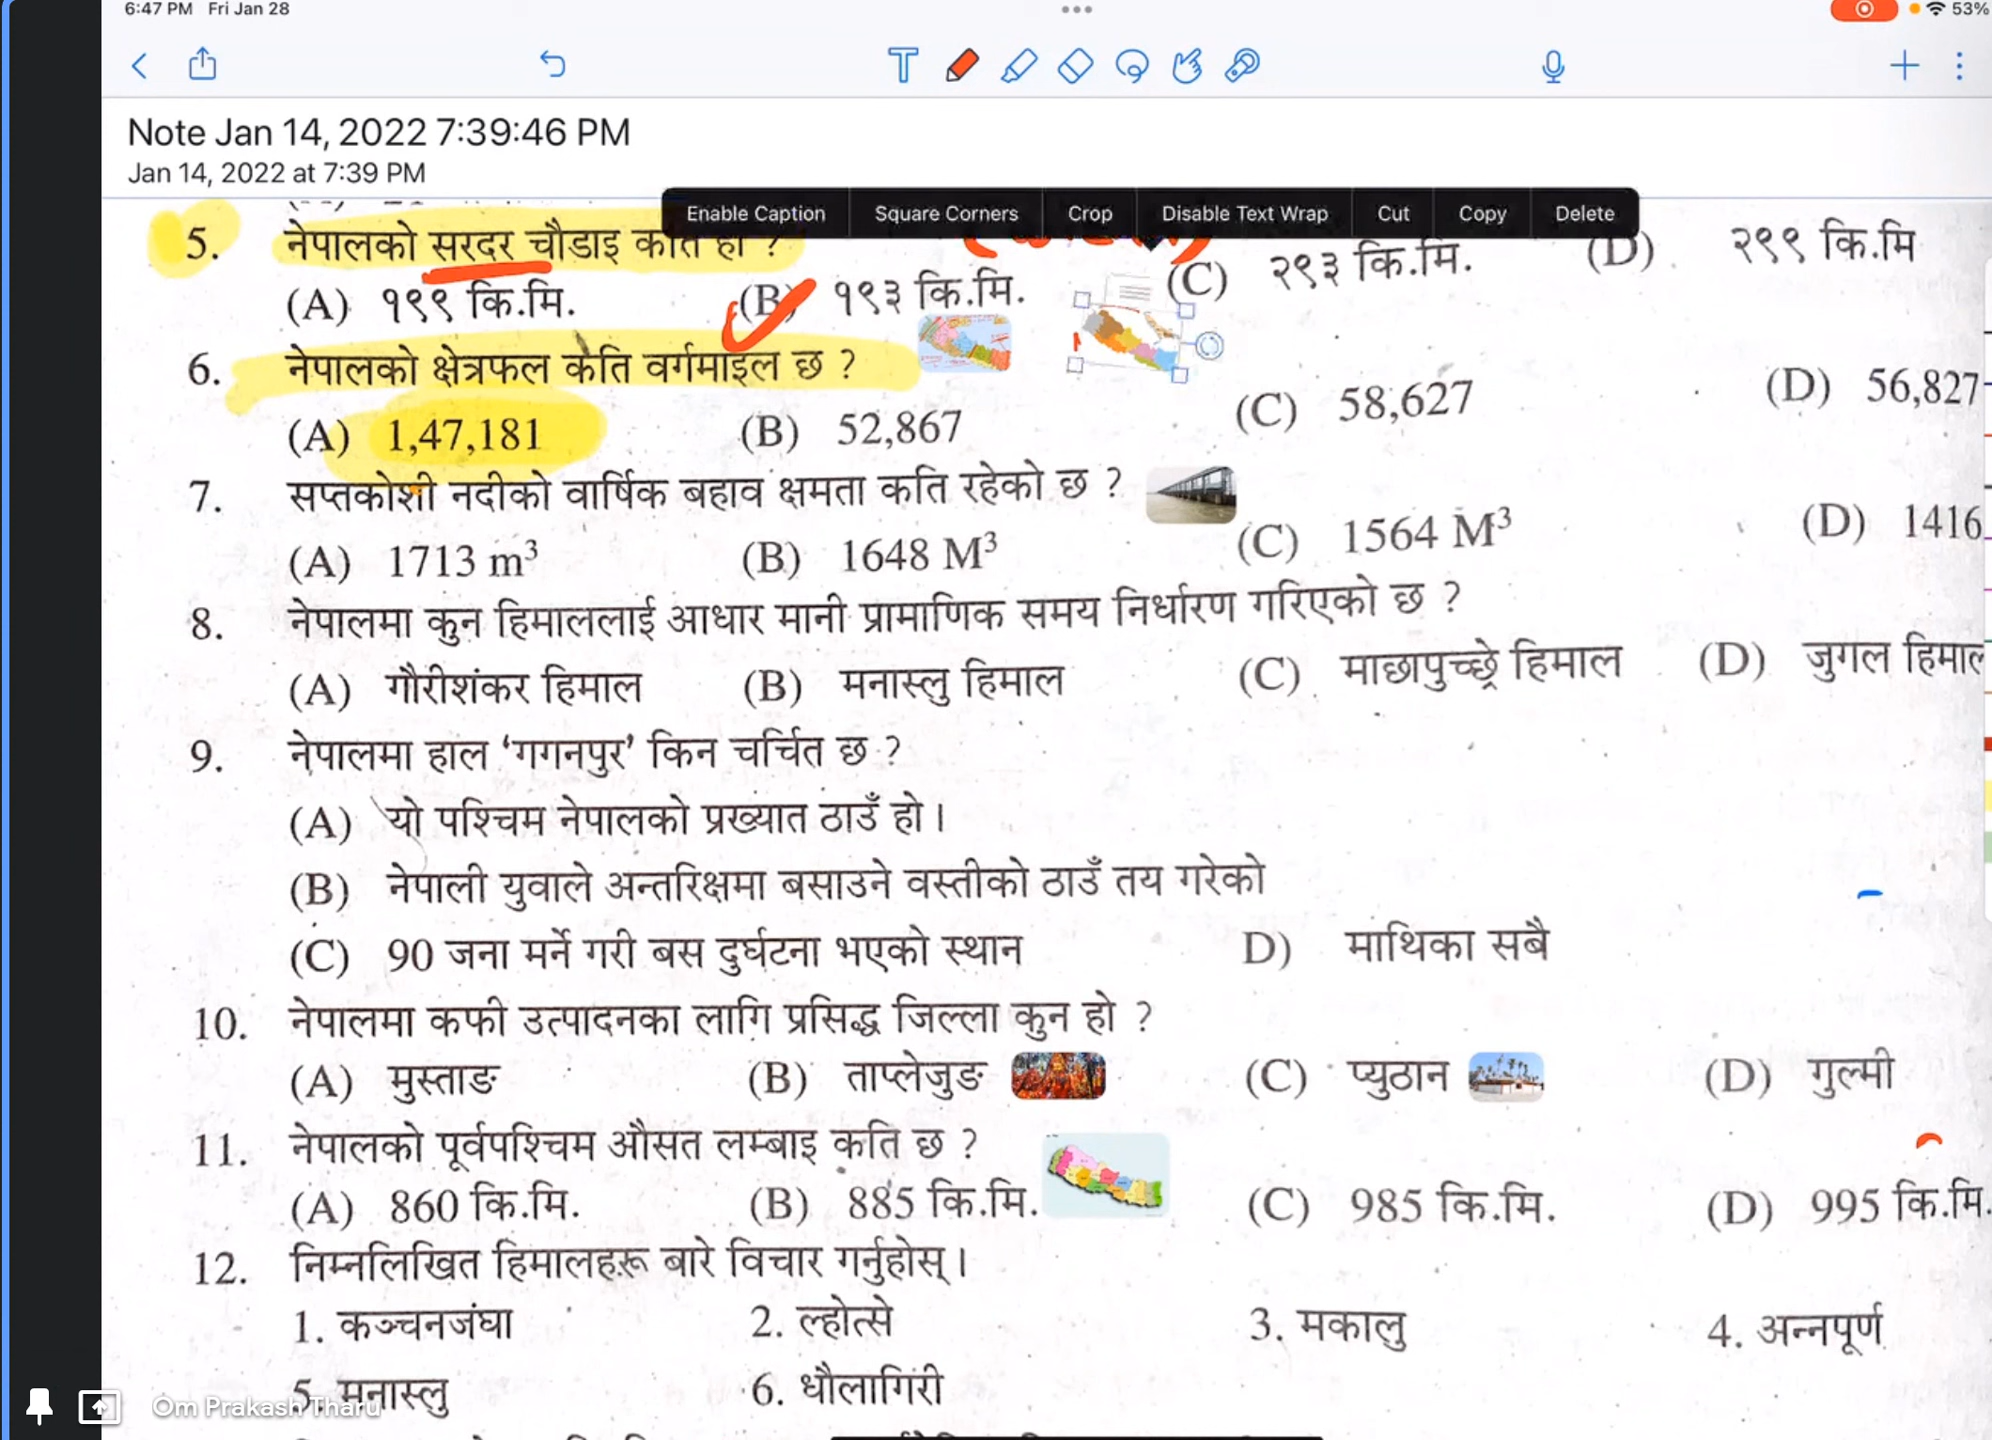 6:47 PM Fri Jan 28
53%
Note Jan 14, 2022 7:39:46 PM
Jan 14, 2022 at 7:39 PM
Enable Caption Square Corners Crop Disable Text Wrap Cut Copy Delete
5. नेपालको सरदर चौडाइ कति हो ?
(A) १९९ कि.मि. (B) १९३ कि.मि. (C) २९३ कि.मि. (D) २९९ कि.मि
6. नेपालको क्षेत्रफल कति वर्गमाइल छ ?
(A) 1,47,181 (B) 52,867 (C) 58,627 (D) 56,827
7. सप्तकोशी नदीको वार्षिक बहाव क्षमता कति रहेको छ ?
(A) 1713 m³ (B) 1648 M³ (C) 1564 M³ (D) 1416
8. नेपालमा कुन हिमाललाई आधार मानी प्रामाणिक समय निर्धारण गरिएको छ ?
(A) गौरीशंकर हिमाल (B) मनास्लु हिमाल (C) माछापुच्छ्रे हिमाल (D) जुगल हिमाल
9. नेपालमा हाल ‘गगनपुर’ किन चर्चित छ ?
(A) यो पश्चिम नेपालको प्रख्यात ठाउँ हो ।
(B) नेपाली युवाले अन्तरिक्षमा बसाउने वस्तीको ठाउँ तय गरेको
(C) 90 जना मर्ने गरी बस दुर्घटना भएको स्थान D) माथिका सबै
10. नेपालमा कफी उत्पादनका लागि प्रसिद्ध जिल्ला कुन हो ?
(A) मुस्ताङ (B) ताप्लेजुङ (C) प्युठान (D) गुल्मी
11. नेपालको पूर्वपश्चिम औसत लम्बाइ कति छ ?
(A) 860 कि.मि. (B) 885 कि.मि. (C) 985 कि.मि. (D) 995 कि.मि.
12. निम्नलिखित हिमालहरू बारे विचार गर्नुहोस् ।
1. कञ्चनजंघा 2. ल्होत्से 3. मकालु 4. अन्नपूर्ण
5. मनास्लु 6. धौलागिरी
Om Prakash Tharu